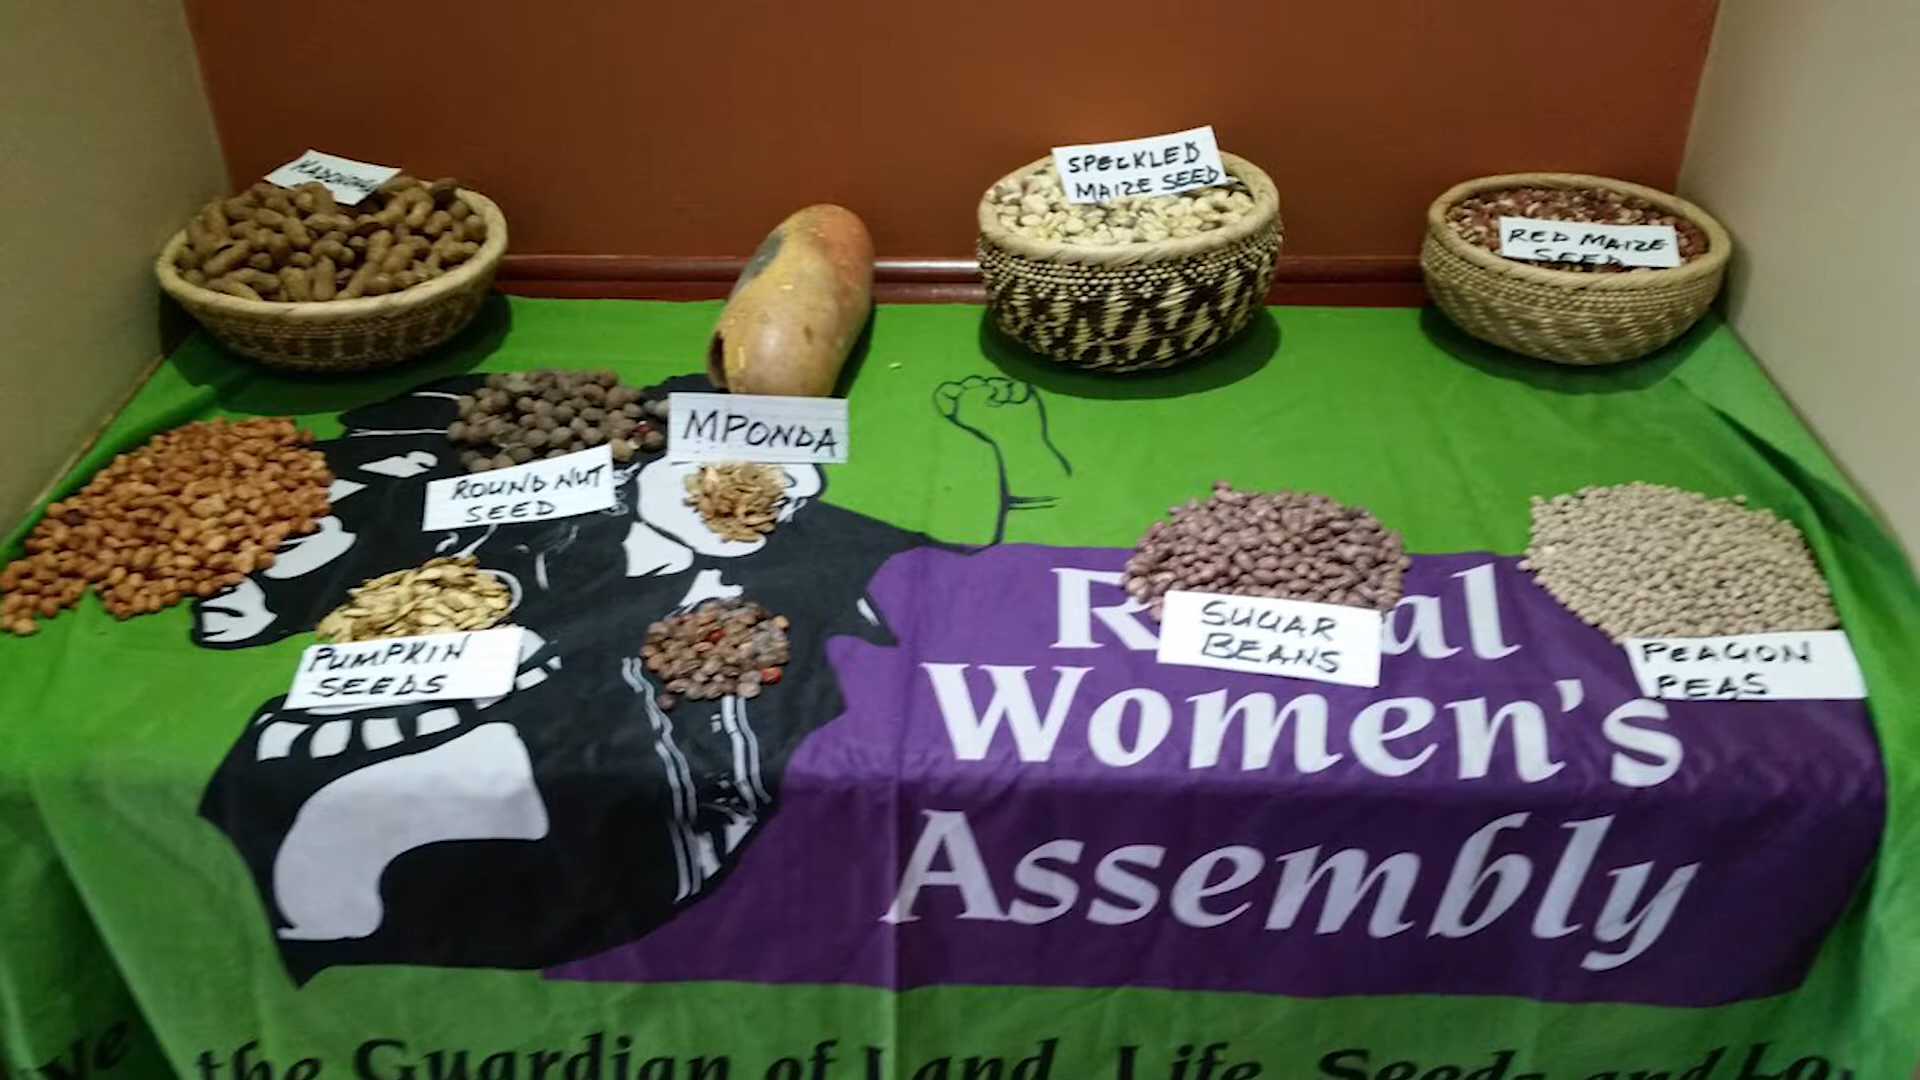 SPECKLED
MAIZE SEED
RED MAIZE
SEED
MPONDA
ROUND NUT
SEED
PUMPKIN
SEEDS
SUGAR
BEANS
PEAGON
PEAS
Women's
Assembly
the Guardian of Land, Life, Seeds and